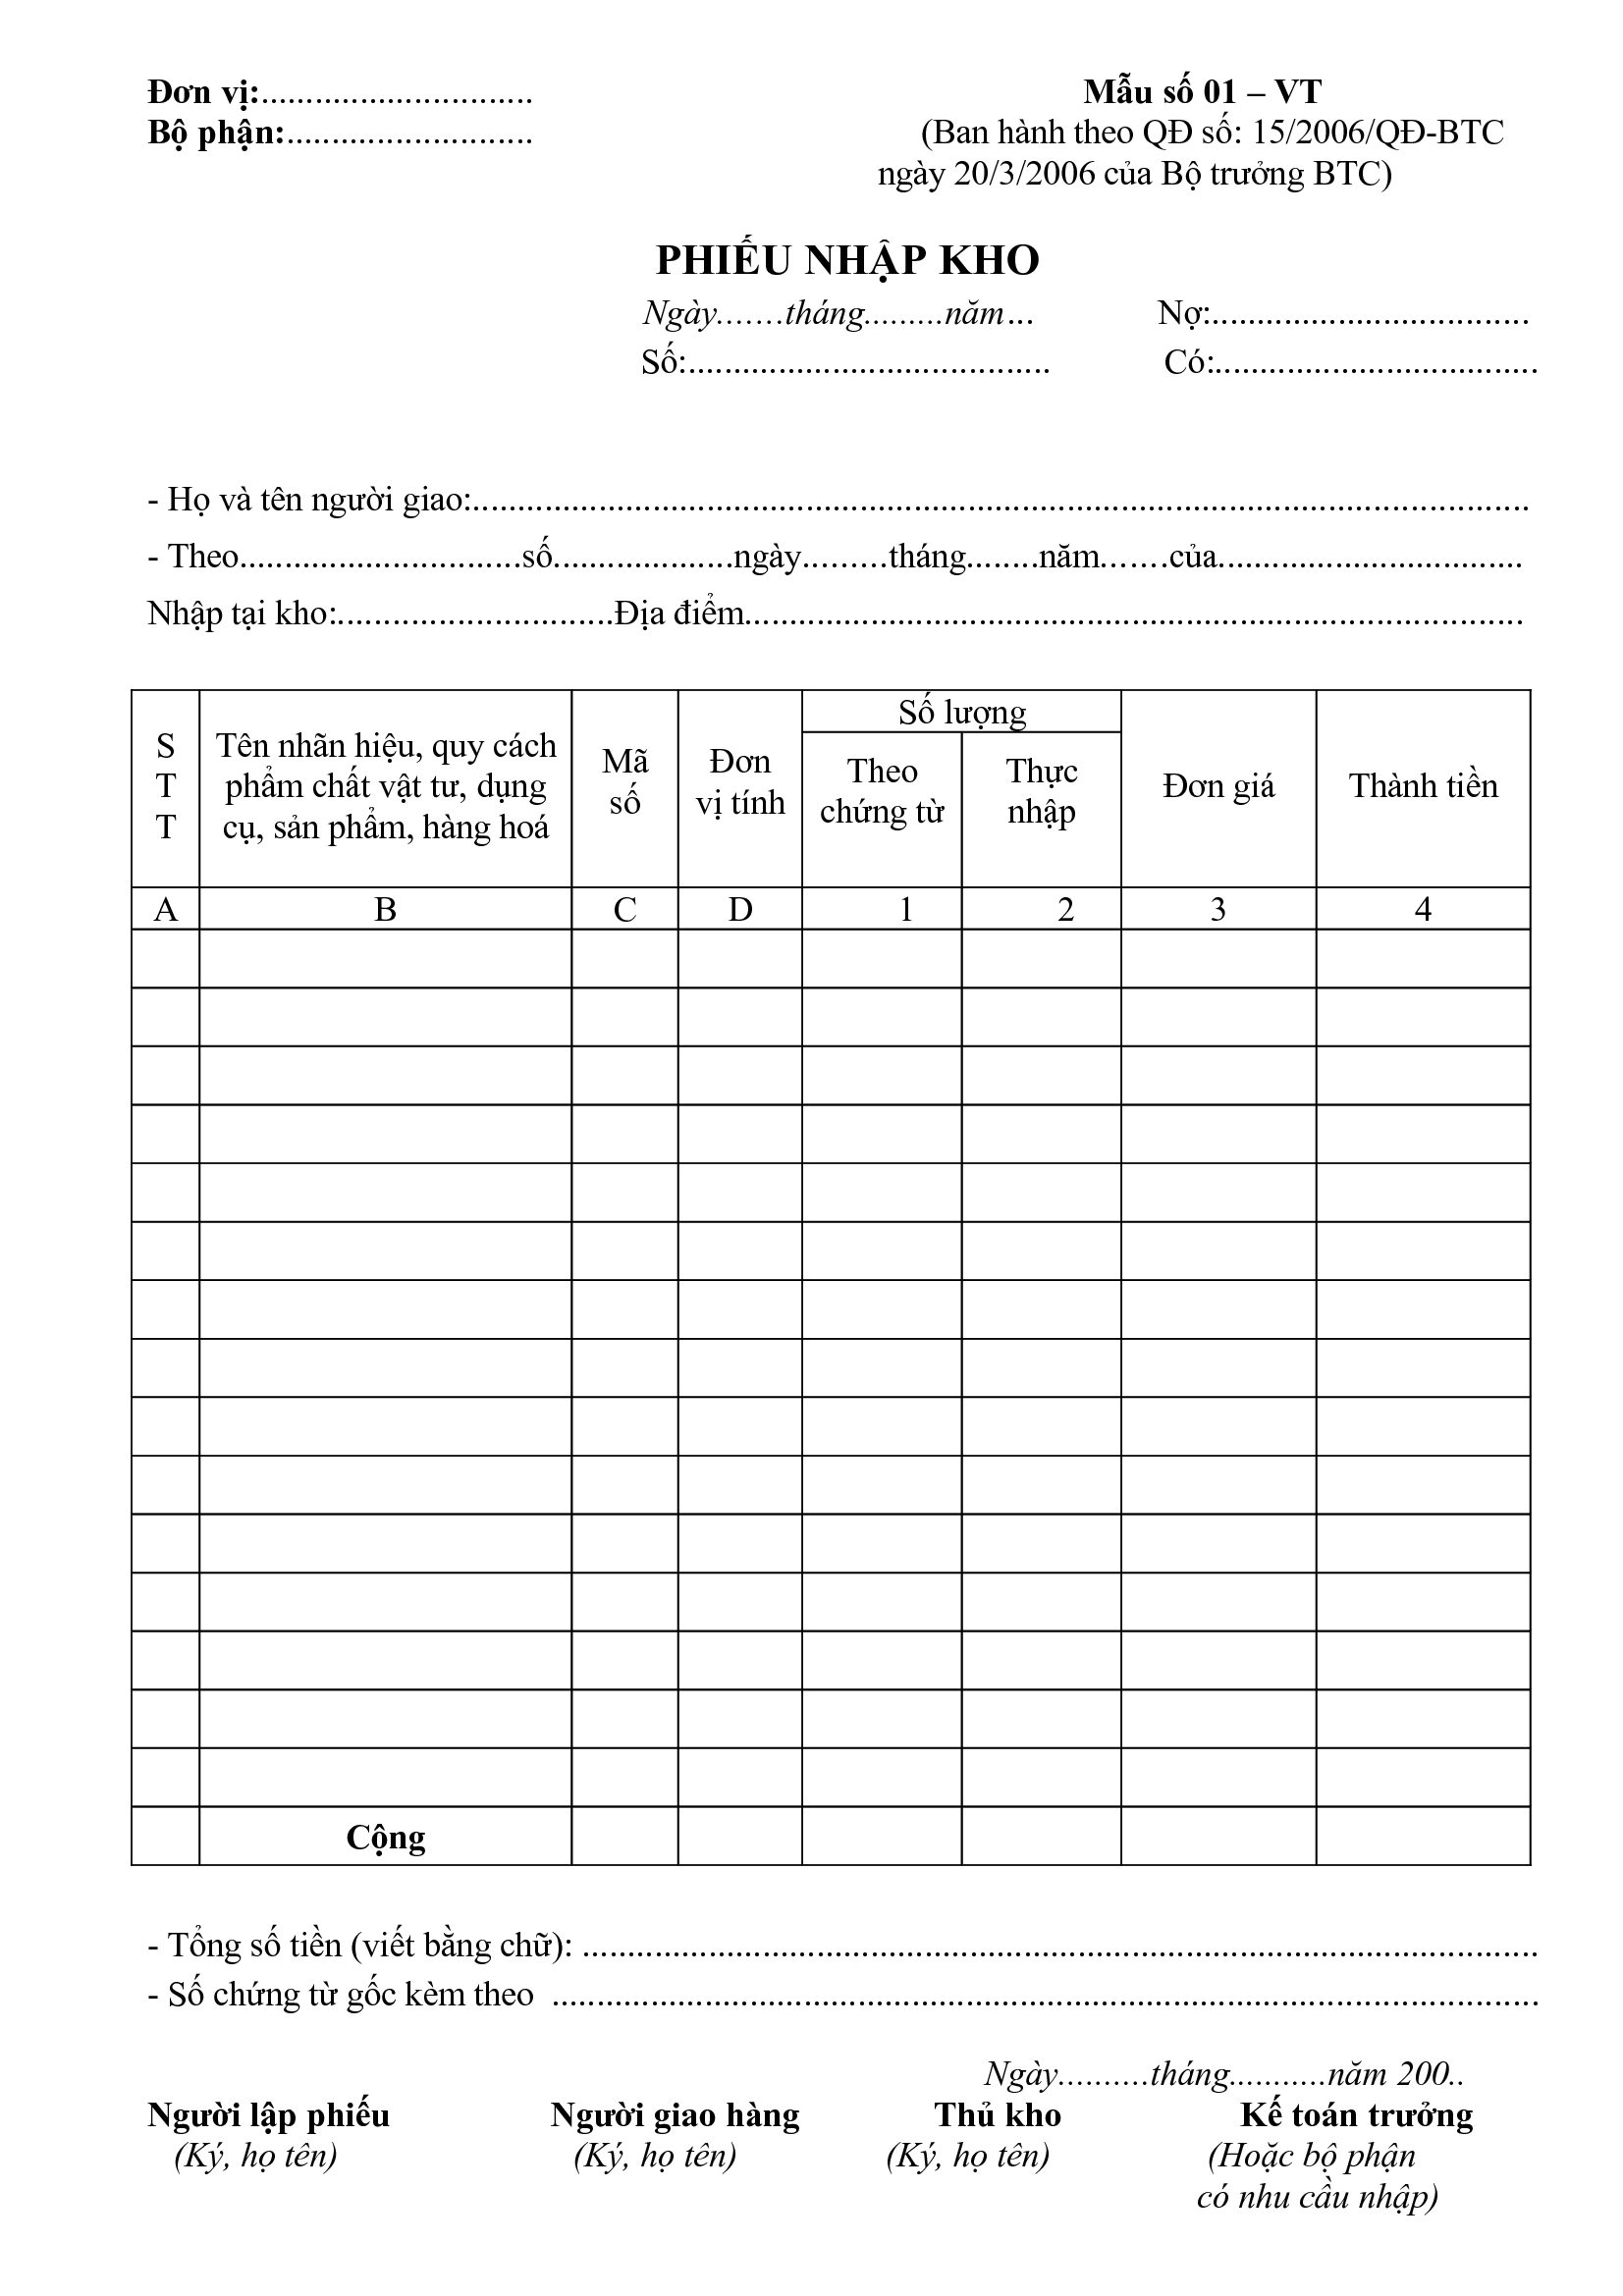 Đơn vị:..............................
Mẫu số 01 – VT
Bộ phận:...........................
(Ban hành theo QĐ số: 15/2006/QĐ-BTC
ngày 20/3/2006 của Bộ trưởng BTC)
PHIẾU NHẬP KHO
Ngày.......tháng.........năm...
Nợ:...................................
Số:........................................
Có:....................................
- Họ và tên người giao:.....................................................................................................................
- Theo...............................số....................ngày.........tháng........năm.......của..................................
Nhập tại kho:..............................Địa điểm......................................................................................
Số lượng
S
T
T
Tên nhãn hiệu, quy cách
phẩm chất vật tư, dụng
cụ, sản phẩm, hàng hoá
Mã
số
Đơn
vị tính
Theo
chứng từ
Thực
nhập
Đơn giá
Thành tiền
A B C D 1 2 3 4
Cộng
- Tổng số tiền (viết bằng chữ): ..........................................................................................................
- Số chứng từ gốc kèm theo .............................................................................................................
Ngày..........tháng...........năm 200..
Người lập phiếu Người giao hàng Thủ kho Kế toán trưởng
(Ký, họ tên) (Ký, họ tên) (Ký, họ tên) (Hoặc bộ phận
có nhu cầu nhập)